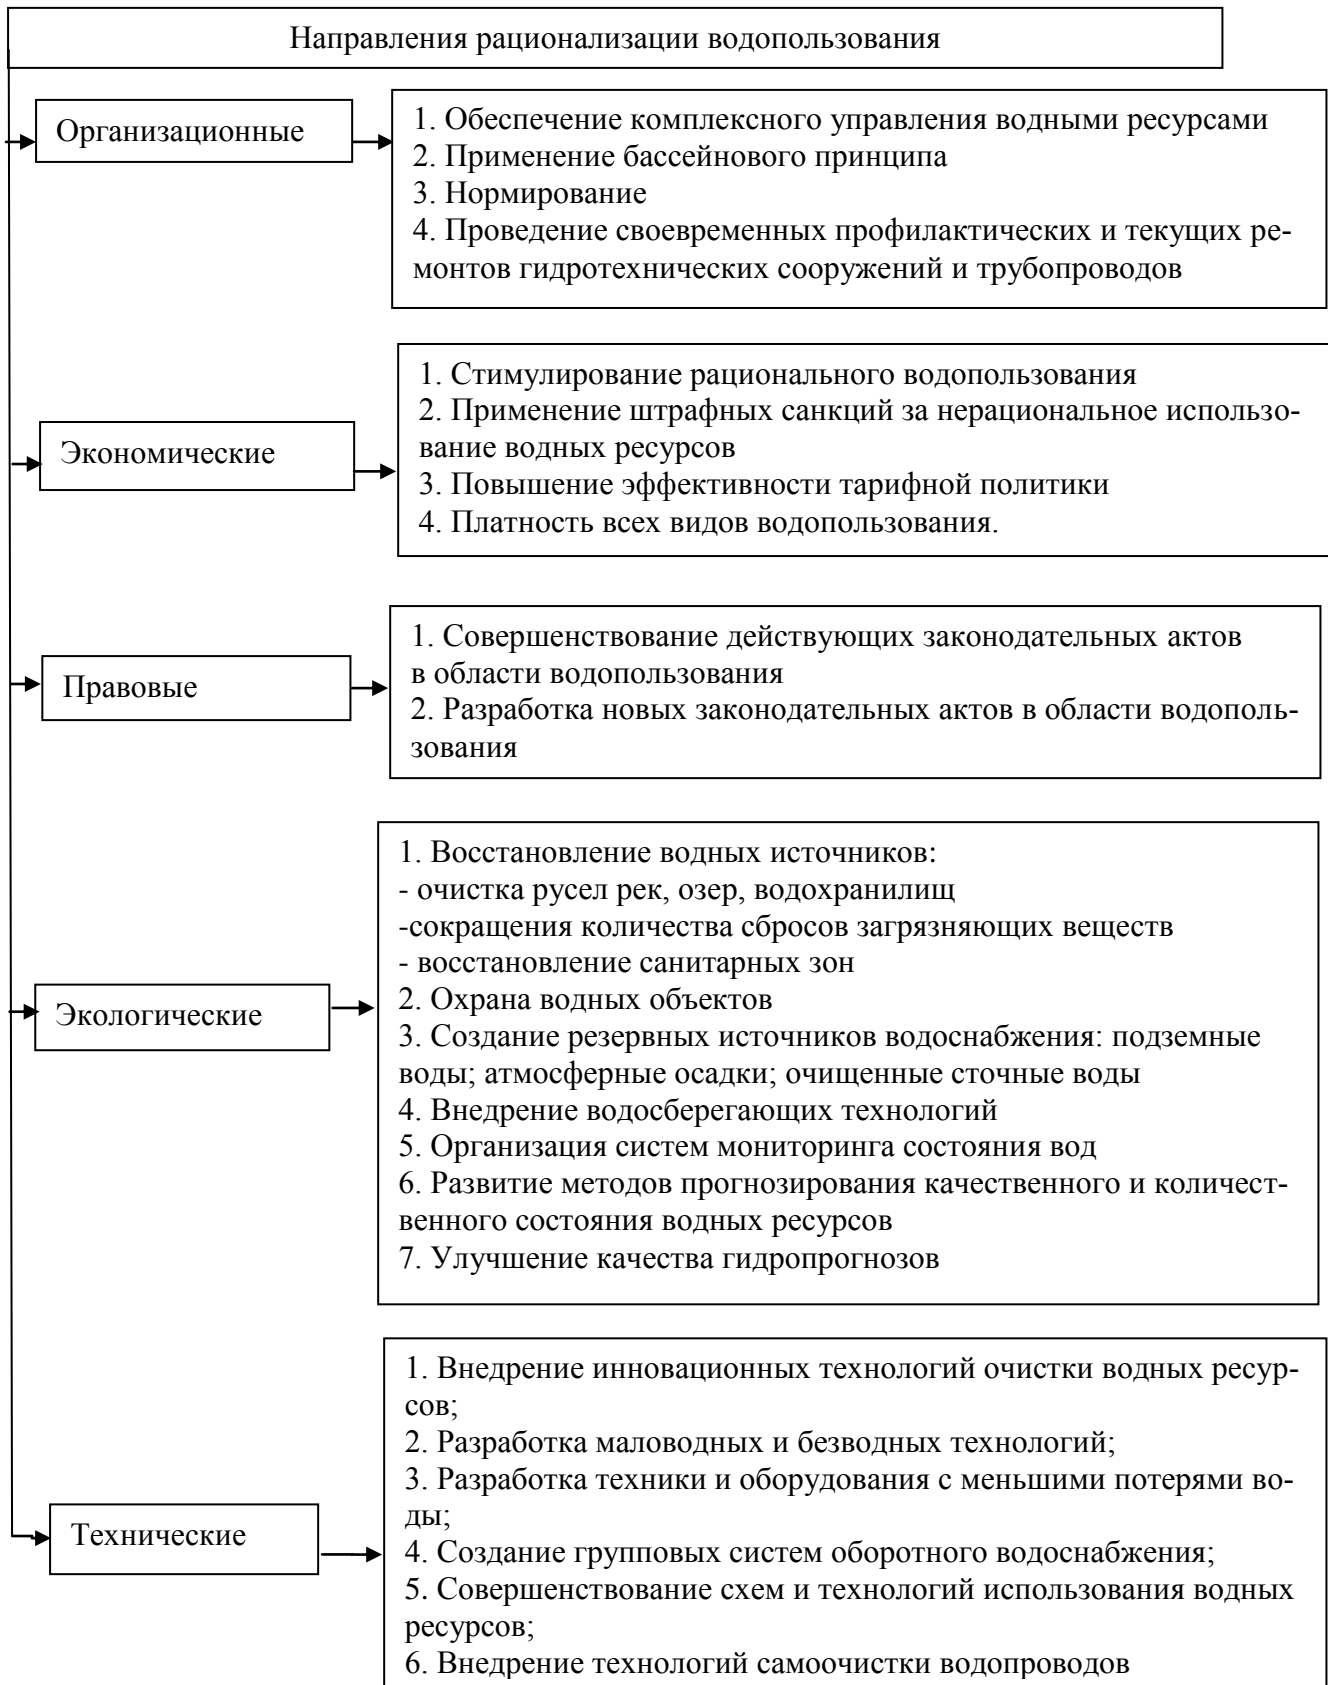 Направления рационализации водопользования
Организационные
1. Обеспечение комплексного управления водными ресурсами
2. Применение бассейнового принципа
3. Нормирование
4. Проведение своевременных профилактических и текущих ре-
монтов гидротехнических сооружений и трубопроводов
Экономические
1. Стимулирование рационального водопользования
2. Применение штрафных санкций за нерациональное использо-
вание водных ресурсов
3. Повышение эффективности тарифной политики
4. Платность всех видов водопользования.
Правовые
1. Совершенствование действующих законодательных актов
в области водопользования
2. Разработка новых законодательных актов в области водополь-
зования
Экологические
1. Восстановление водных источников:
- очистка русел рек, озер, водохранилищ
-сокращения количества сбросов загрязняющих веществ
- восстановление санитарных зон
2. Охрана водных объектов
3. Создание резервных источников водоснабжения: подземные
воды; атмосферные осадки; очищенные сточные воды
4. Внедрение водосберегающих технологий
5. Организация систем мониторинга состояния вод
6. Развитие методов прогнозирования качественного и количест-
венного состояния водных ресурсов
7. Улучшение качества гидропрогнозов
Технические
1. Внедрение инновационных технологий очистки водных ресур-
сов;
2. Разработка маловодных и безводных технологий;
3. Разработка техники и оборудования с меньшими потерями во-
ды;
4. Создание групповых систем оборотного водоснабжения;
5. Совершенствование схем и технологий использования водных
ресурсов;
6. Внедрение технологий самоочистки водопроводов